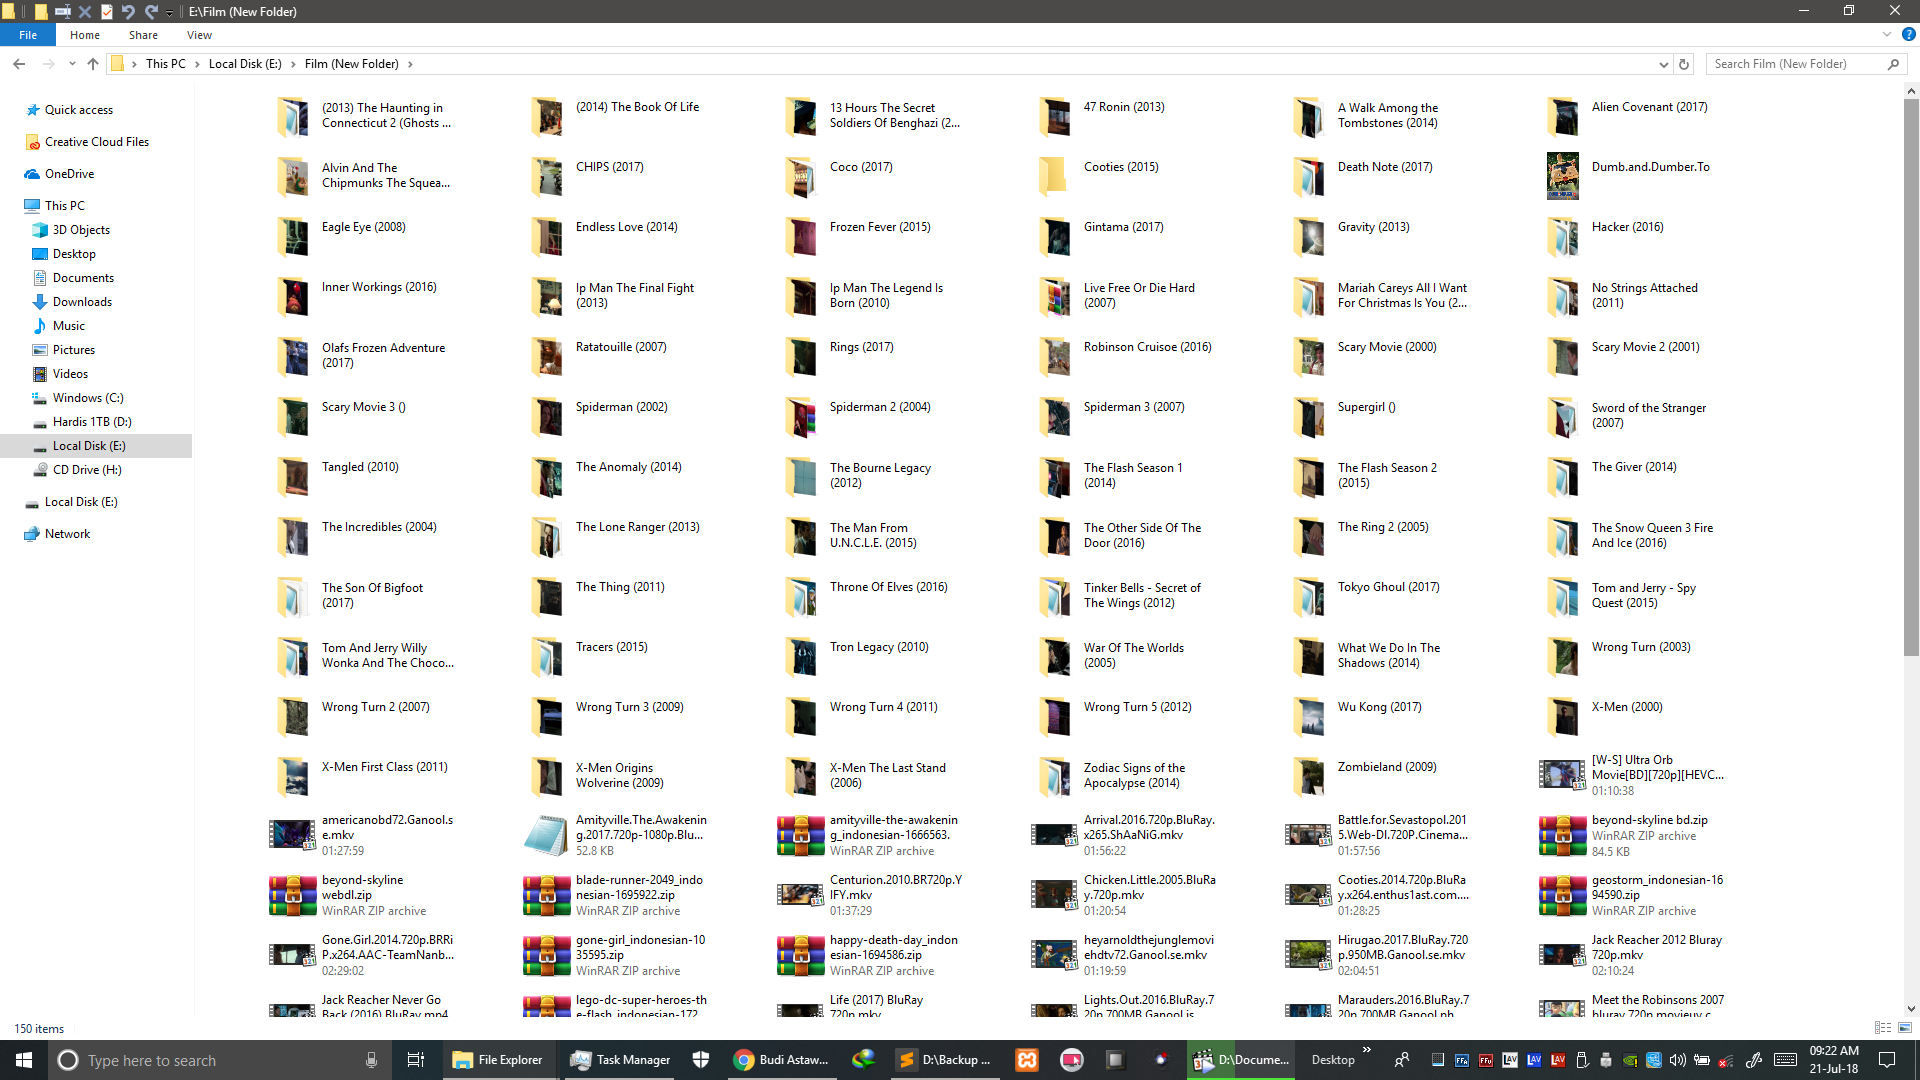 E:\Film (New Folder)
File
Home
Share
View
This PC
Local Disk (E:)
Film (New Folder)
Search Film (New Folder)
Quick access
Creative Cloud Files
OneDrive
This PC
3D Objects
Desktop
Documents
Downloads
Music
Pictures
Videos
Windows (C:)
Hardis 1TB (D:)
Local Disk (E:)
CD Drive (H:)
Local Disk (E:)
Network
(2013) The Haunting in
Connecticut 2 (Ghosts ...
(2014) The Book Of Life
13 Hours The Secret
Soldiers Of Benghazi (2...
47 Ronin (2013)
A Walk Among the
Tombstones (2014)
Alien Covenant (2017)
Alvin And The
Chipmunks The Squea...
CHIPS (2017)
Coco (2017)
Cooties (2015)
Death Note (2017)
Dumb.and.Dumber.To
Eagle Eye (2008)
Endless Love (2014)
Frozen Fever (2015)
Gintama (2017)
Gravity (2013)
Hacker (2016)
Inner Workings (2016)
Ip Man The Final Fight
(2013)
Ip Man The Legend Is
Born (2010)
Live Free Or Die Hard
(2007)
Mariah Careys All I Want
For Christmas Is You (2...
No Strings Attached
(2011)
Olafs Frozen Adventure
(2017)
Ratatouille (2007)
Rings (2017)
Robinson Cruisoe (2016)
Scary Movie (2000)
Scary Movie 2 (2001)
Scary Movie 3 ()
Spiderman (2002)
Spiderman 2 (2004)
Spiderman 3 (2007)
Supergirl ()
Sword of the Stranger
(2007)
Tangled (2010)
The Anomaly (2014)
The Bourne Legacy
(2012)
The Flash Season 1
(2014)
The Flash Season 2
(2015)
The Giver (2014)
The Incredibles (2004)
The Lone Ranger (2013)
The Man From
U.N.C.L.E. (2015)
The Other Side Of The
Door (2016)
The Ring 2 (2005)
The Snow Queen 3 Fire
And Ice (2016)
The Son Of Bigfoot
(2017)
The Thing (2011)
Throne Of Elves (2016)
Tinker Bells - Secret of
The Wings (2012)
Tokyo Ghoul (2017)
Tom and Jerry - Spy
Quest (2015)
Tom And Jerry Willy
Wonka And The Choco...
Tracers (2015)
Tron Legacy (2010)
War Of The Worlds
(2005)
What We Do In The
Shadows (2014)
Wrong Turn (2003)
Wrong Turn 2 (2007)
Wrong Turn 3 (2009)
Wrong Turn 4 (2011)
Wrong Turn 5 (2012)
Wu Kong (2017)
X-Men (2000)
X-Men First Class (2011)
X-Men Origins
Wolverine (2009)
X-Men The Last Stand
(2006)
Zodiac Signs of the
Apocalypse (2014)
Zombieland (2009)
[W-S] Ultra Orb
Movie[BD][720p][HEVC...
01:10:38
americanobd72.Ganool.s
e.mkv
01:27:59
Amityville.The.Awakenin
g.2017.720p-1080p.Blu...
52.8 KB
amityville-the-awakenin
g_indonesian-1666563.
WinRAR ZIP archive
Arrival.2016.720p.BluRay.
x265.ShAaNiG.mkv
01:56:22
Battle.for.Sevastopol.201
5.Web-Dl.720P.Cinema...
01:57:56
beyond-skyline bd.zip
WinRAR ZIP archive
84.5 KB
beyond-skyline
webdl.zip
WinRAR ZIP archive
blade-runner-2049_indo
nesian-1695922.zip
WinRAR ZIP archive
Centurion.2010.BR720p.Y
IFY.mkv
01:37:29
Chicken.Little.2005.BluRa
y.720p.mkv
01:20:54
Cooties.2014.720p.BluRa
y.x264.enthus1ast.com....
01:28:25
geostorm_indonesian-16
94590.zip
WinRAR ZIP archive
Gone.Girl.2014.720p.BRRi
P.x264.AAC-TeamNanb...
02:29:02
gone-girl_indonesian-10
35595.zip
WinRAR ZIP archive
happy-death-day_indon
esian-1694586.zip
WinRAR ZIP archive
heyarnoldthejunglemovi
ehdtv72.Ganool.se.mkv
01:19:59
Hirugao.2017.BluRay.720
p.950MB.Ganool.se.mkv
02:04:51
Jack Reacher 2012 Bluray
720p.mkv
02:10:24
Jack Reacher Never Go
Back (2016) BluRay.mp4
lego-dc-super-heroes-th
e-flash_indonesian-172
Life (2017) BluRay
720p.mkv
Lights.Out.2016.BluRay.7
20p.700MB.Ganool.is
Marauders.2016.BluRay.7
20p.700MB.Ganool.ph
Meet the Robinsons 2007
bluray 720p movieuy c
150 items
Type here to search
File Explorer
Task Manager
Budi Astaw...
D:\Backup ...
D:\Docume...
Desktop
09:22 AM
21-Jul-18